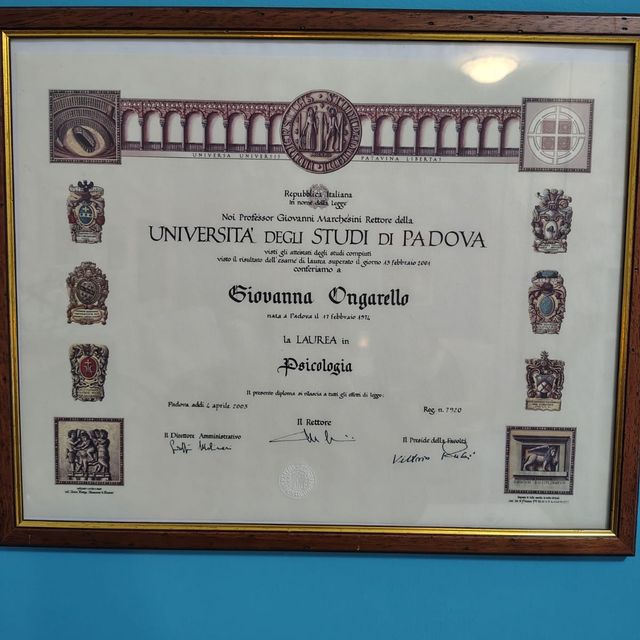 UNIVERSA UNIVERSIS PATAVINA LIBERTAS
Repubblica Italiana
In nome della Legge
Noi Professor Giovanni Marchesini Rettore della
UNIVERSITA' DEGLI STUDI DI PADOVA
visti gli attestati degli studi compiuti
visto il risultato dell'esame di laurea superato il giorno 13 febbraio 2001
conferiamo a
Giovanna Ongarello
nata a Padova il 17 febbraio 1974
la LAUREA in
Psicologia
Il presente diploma si rilascia a tutti gli effetti di legge.
Padova addì 4 aprile 2003
Reg. n. 7920
Il Direttore Amministrativo
Il Rettore
Il Preside della Facoltà